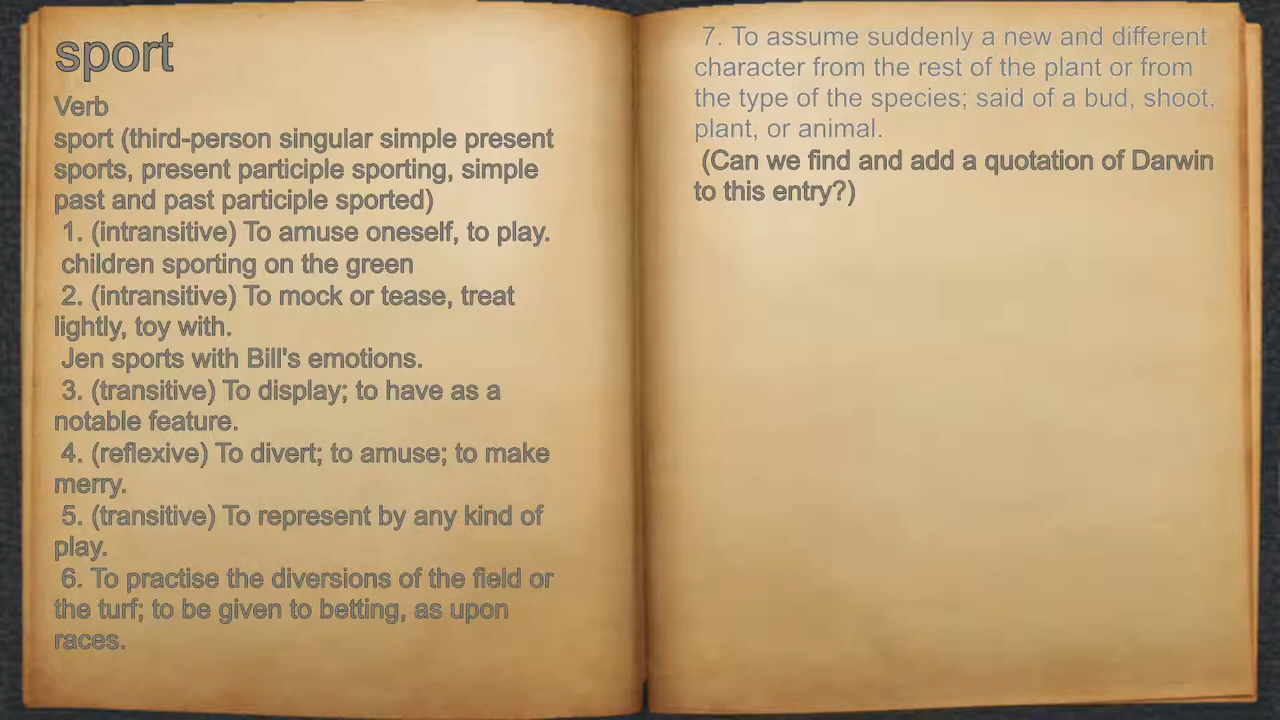 sport
Verb
sport (third-person singular simple present
sports, present participle sporting, simple
past and past participle sported)
1. (intransitive) To amuse oneself, to play.
children sporting on the green
2. (intransitive) To mock or tease, treat
lightly, toy with.
Jen sports with Bill's emotions.
3. (transitive) To display; to have as a
notable feature.
4. (reflexive) To divert; to amuse; to make
merry.
5. (transitive) To represent by any kind of
play.
6. To practise the diversions of the field or
the turf; to be given to betting, as upon
races.
7. To assume suddenly a new and different
character from the rest of the plant or from
the type of the species; said of a bud, shoot,
plant, or animal.
(Can we find and add a quotation of Darwin
to this entry?)